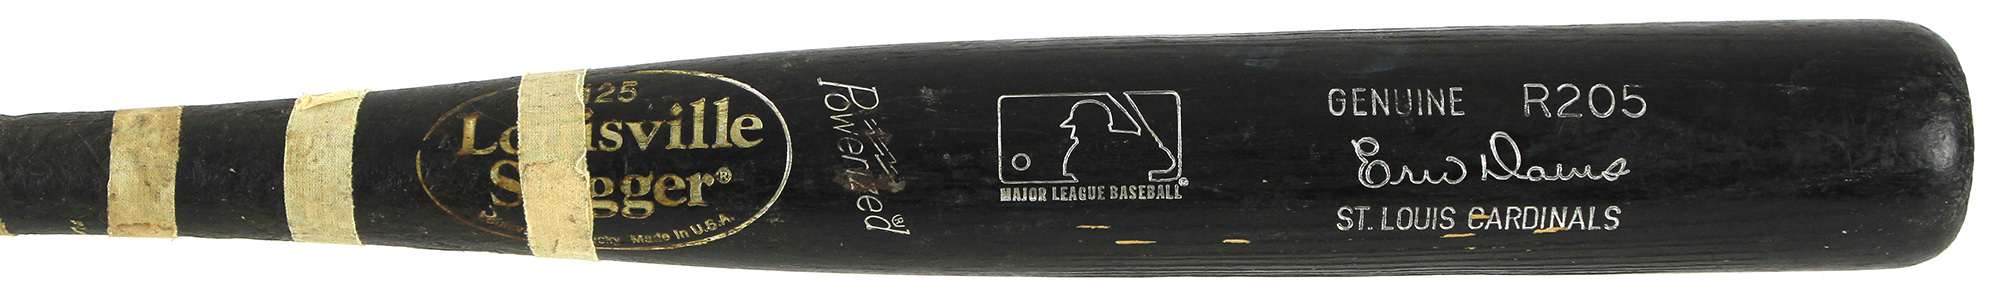 125
Louisville
Slugger®
Made In U.S.A.
Powerized
MAJOR LEAGUE BASEBALL
GENUINE R205
Eric Davis
ST. LOUIS CARDINALS